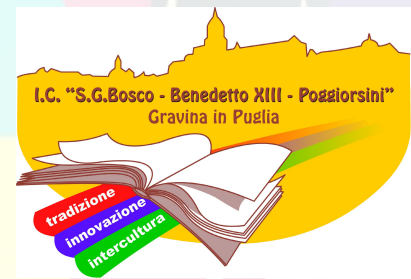 I.C. "S.G.Bosco - Benedetto XIII - Poggiorsini"
Gravina in Puglia
tradizione
innovazione
intercultura